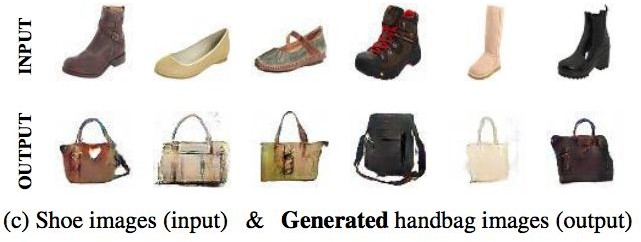 INPUT
OUTPUT
(c) Shoe images (input) & Generated handbag images (output)